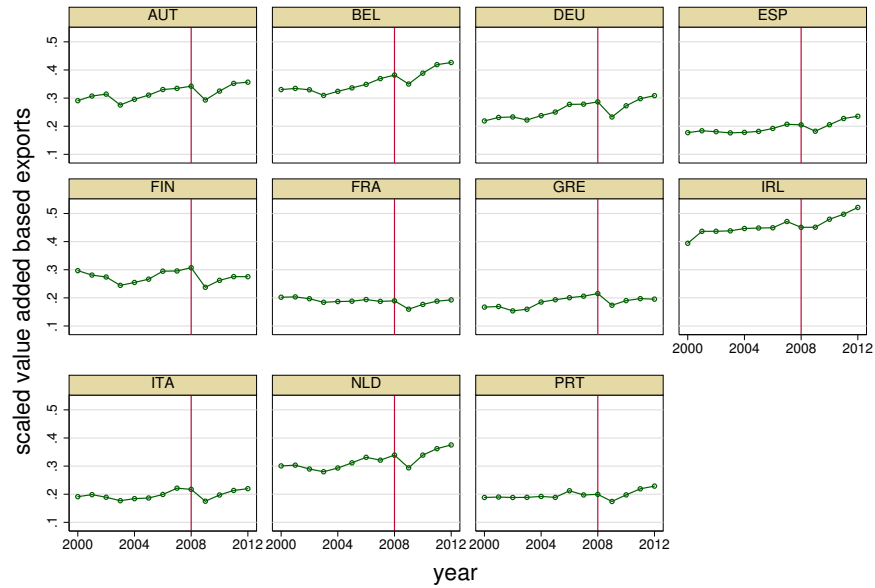 AUT BEL DEU ESP
.5
.4
.3
.2
.1
FIN FRA GRE IRL
.5
.4
.3
.2
.1
2000 2004 2008 2012
ITA NLD PRT
.5
.4
.3
.2
.1
2000 2004 2008 2012 2000 2004 2008 2012 2000 2004 2008 2012
scaled value added based exports
year